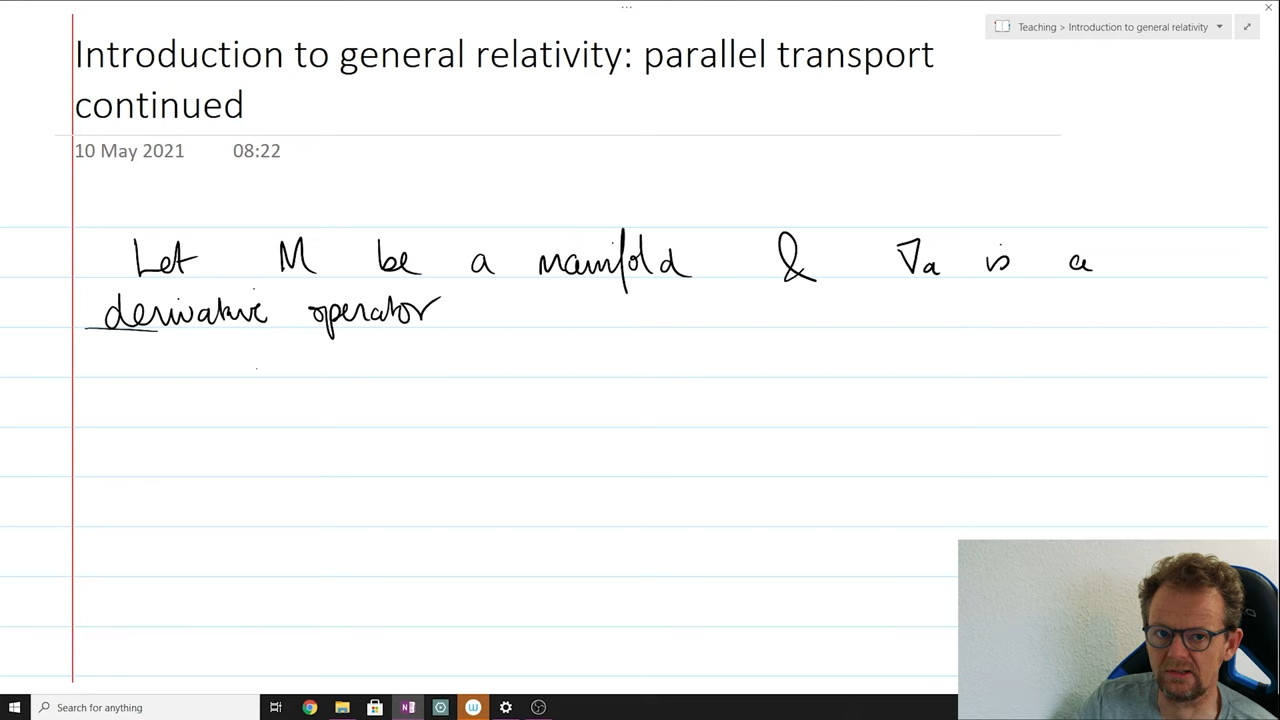 Teaching > Introduction to general relativity
Introduction to general relativity: parallel transport
continued
10 May 2021 08:22
Let M be a manifold & ∇a is a
derivative operator
Search for anything